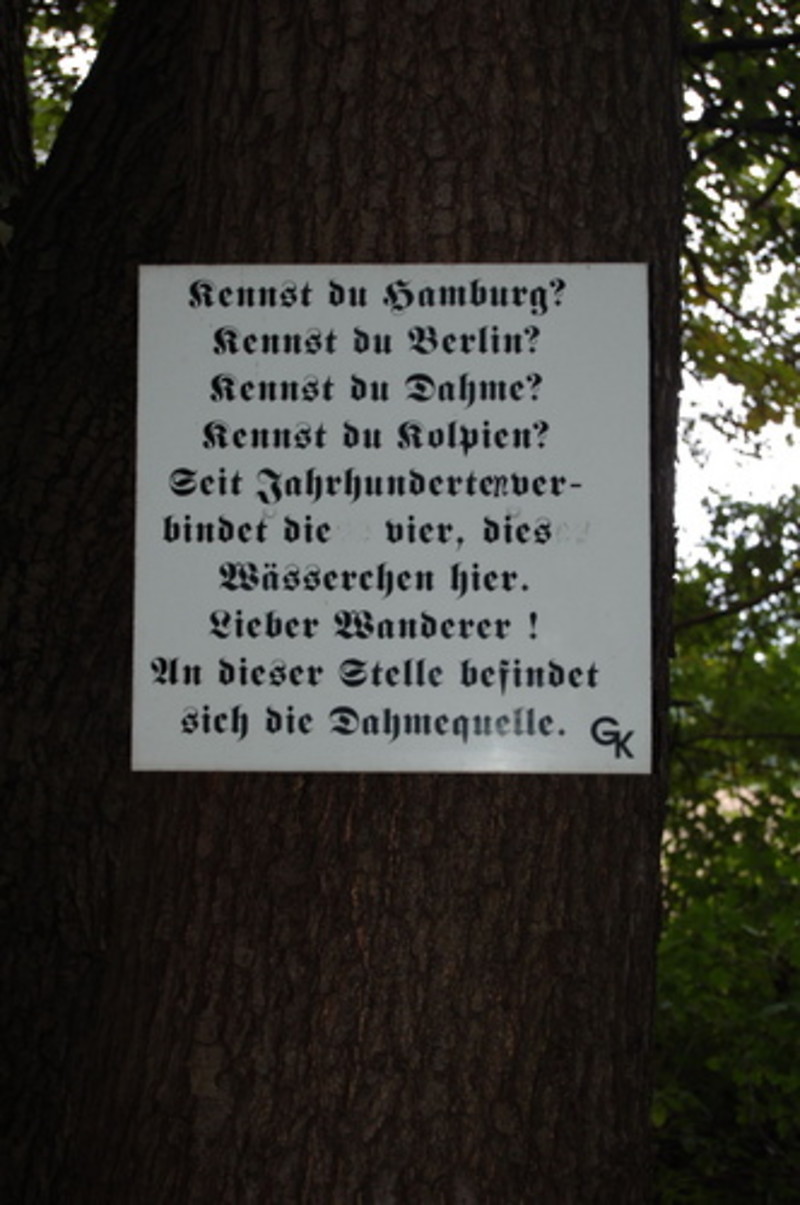 Kennst du Hamburg?
Kennst du Berlin?
Kennst du Dahme?
Kennst du Kolpien?
Seit Jahrhunderten ver-
bindet die vier, dies
Wässerchen hier.
Lieber Wanderer !
An dieser Stelle befindet
sich die Dahmequelle.
GK